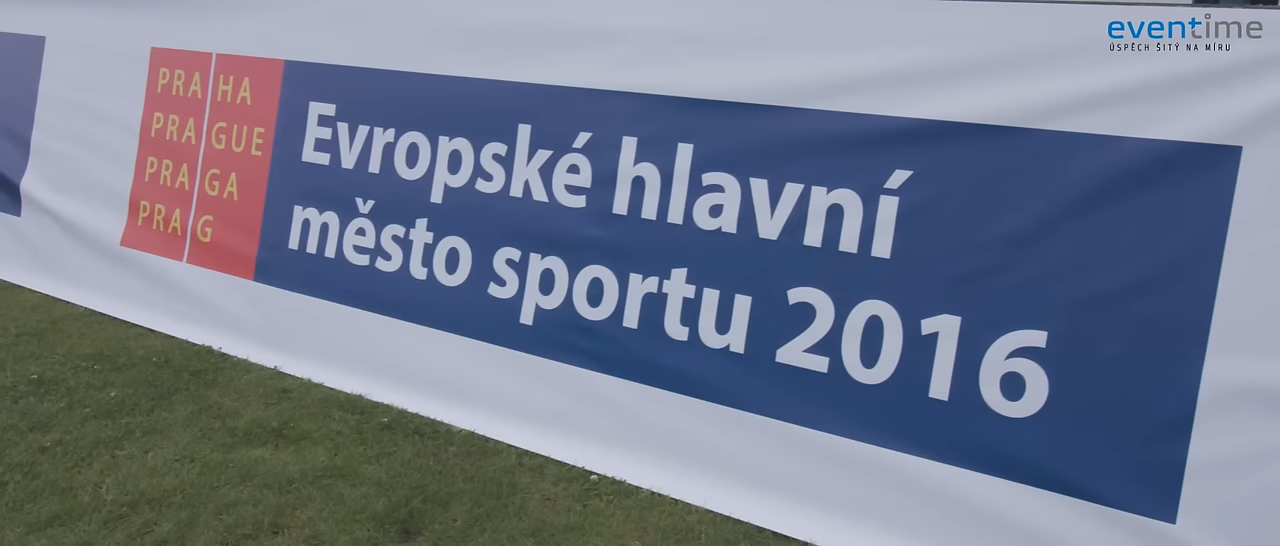 eventime
ÚSPĚCH ŠITÝ NA MÍRU
PRA HA
PRA GUE
PRA GA
PRA G
Evropské hlavní
město sportu 2016